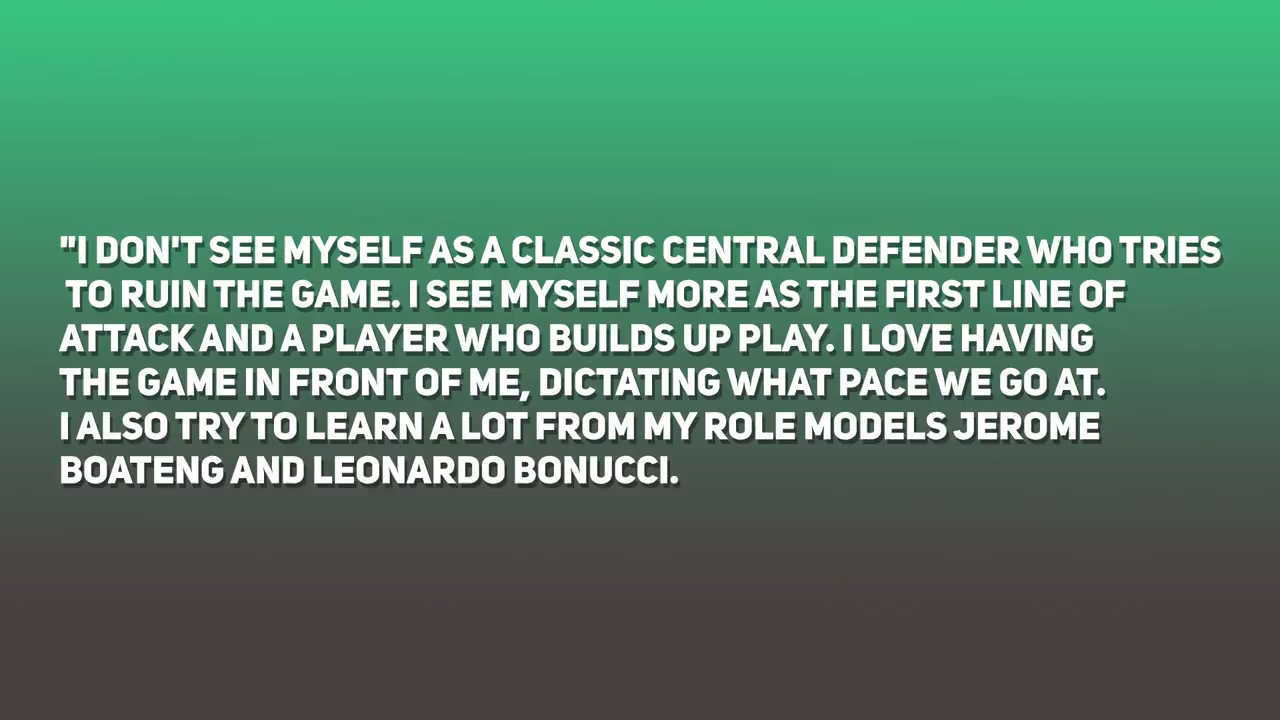 "I DON'T SEE MYSELF AS A CLASSIC CENTRAL DEFENDER WHO TRIES
TO RUIN THE GAME. I SEE MYSELF MORE AS THE FIRST LINE OF
ATTACK AND A PLAYER WHO BUILDS UP PLAY. I LOVE HAVING
THE GAME IN FRONT OF ME, DICTATING WHAT PACE WE GO AT.
I ALSO TRY TO LEARN A LOT FROM MY ROLE MODELS JEROME
BOATENG AND LEONARDO BONUCCI.